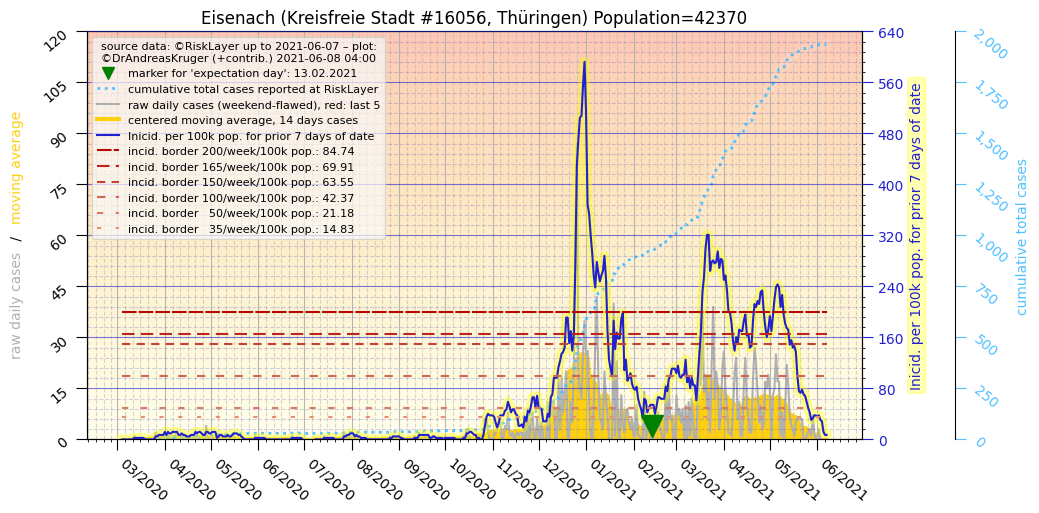 Eisenach (Kreisfreie Stadt #16056, Thüringen) Population=42370
source data: ©RiskLayer up to 2021-06-07 – plot:
©DrAndreasKruger (+contrib.) 2021-06-08 04:00
marker for 'expectation day': 13.02.2021
cumulative total cases reported at RiskLayer
raw daily cases (weekend-flawed), red: last 5
centered moving average, 14 days cases
Inicid. per 100k pop. for prior 7 days of date
incid. border 200/week/100k pop.: 84.74
incid. border 165/week/100k pop.: 69.91
incid. border 150/week/100k pop.: 63.55
incid. border 100/week/100k pop.: 42.37
incid. border 50/week/100k pop.: 21.18
incid. border 35/week/100k pop.: 14.83
raw daily cases / moving average
120
105
90
75
60
45
30
15
0
640
560
480
400
320
240
160
80
0
Inicid. per 100k pop. for prior 7 days of date
2,000
1,750
1,500
1,250
1,000
750
500
250
0
cumulative total cases
03/2020
04/2020
05/2020
06/2020
07/2020
08/2020
09/2020
10/2020
11/2020
12/2020
01/2021
02/2021
03/2021
04/2021
05/2021
06/2021